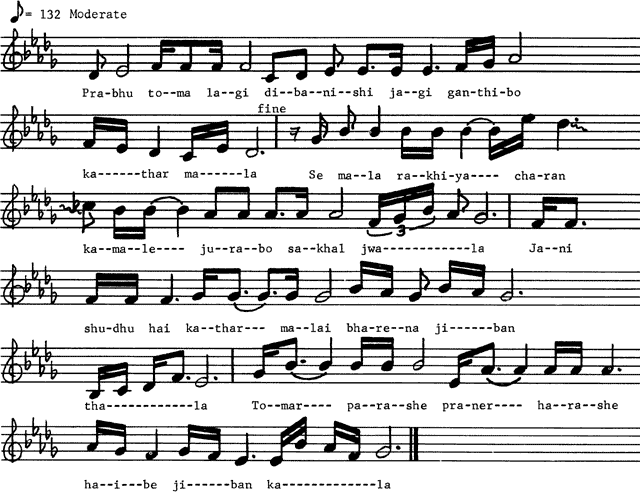 ♪= 132 Moderate
Pra-bhu to--ma la--gi di--ba--ni--shi ja--gi gan-thi-bo
fine
ka------thar ma------la Se ma--la ra--khi-ya---- cha-ran
3
ka--ma--le---- ju--ra--bo sa--khal jwa------------la Ja--ni
shu--dhu hai ka--thar--- ma--lai bha--re--na ji------ban
tha------------la To--mar---- pa--ra--she pra-ner---- ha--ra--she
ha--i---be ji------ban ka-------------la